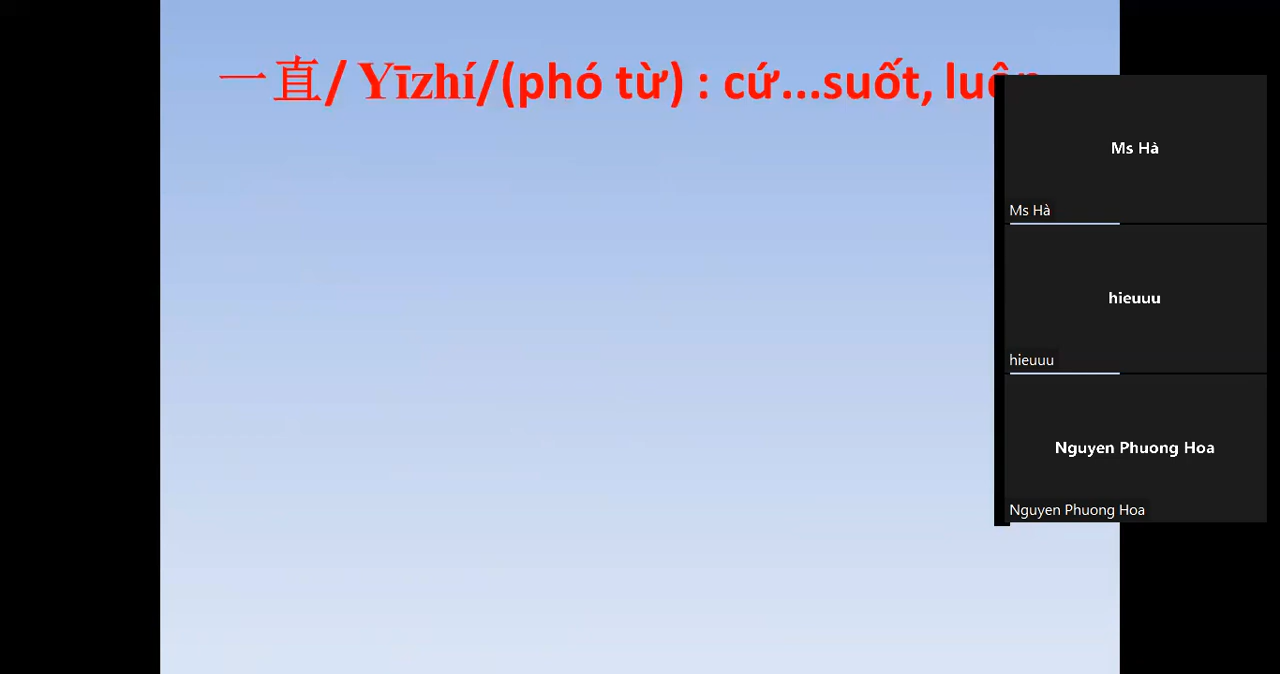 一直/ Yīzhí/(phó từ) : cứ...suốt,
Ms Hà
Ms Hà
hieuuu
hieuuu
Nguyen Phuong Hoa
Nguyen Phuong Hoa